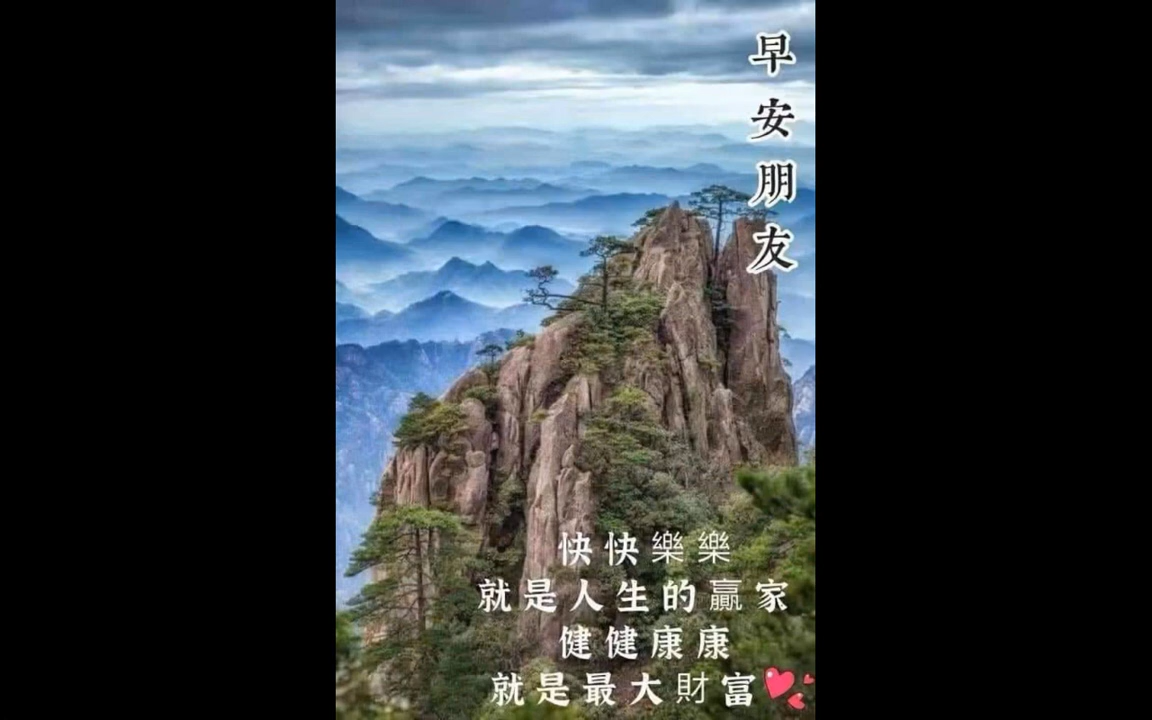 早安朋友
快快樂樂
就是人生的贏家
健健康康
就是最大財富